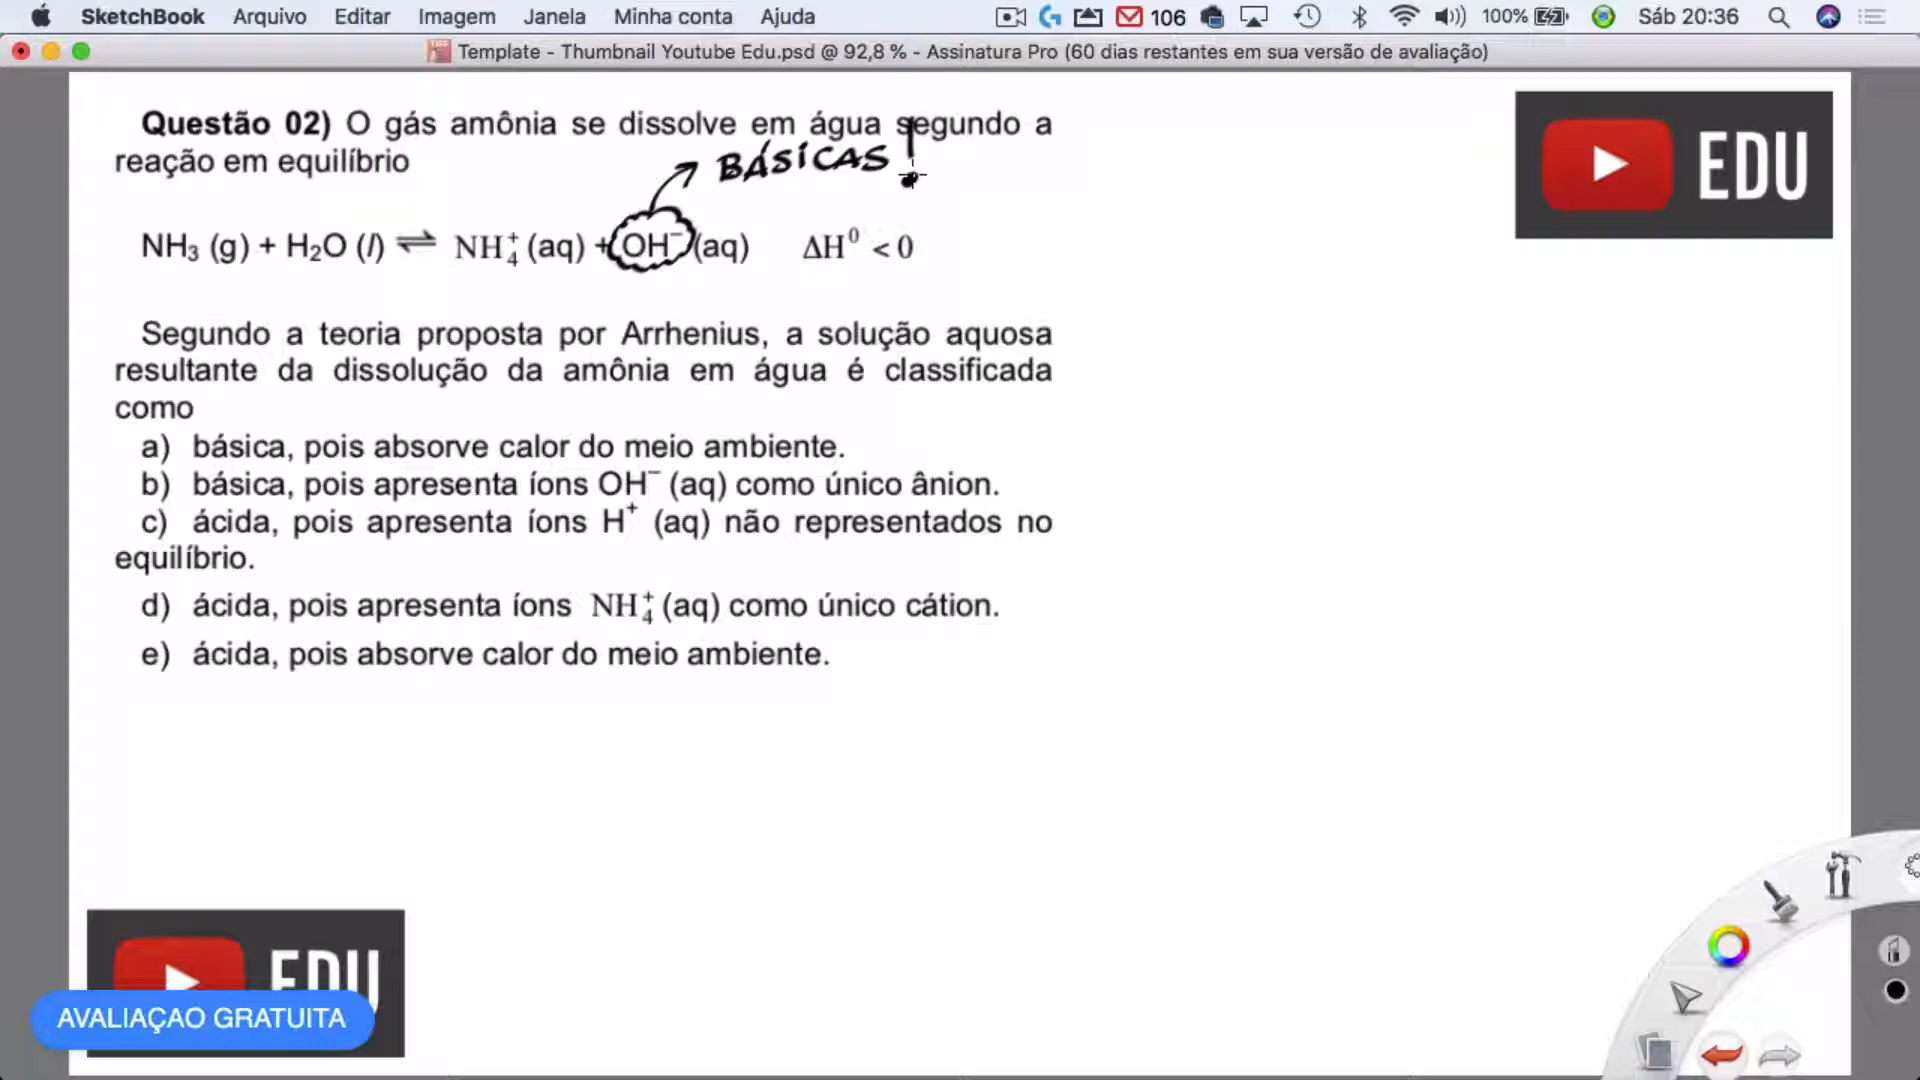 SketchBook Arquivo Editar Imagem Janela Minha conta Ajuda 106 100% Sáb 20:36
Template - Thumbnail Youtube Edu.psd @ 92,8 % - Assinatura Pro (60 dias restantes em sua versão de avaliação)
Questão 02) O gás amônia se dissolve em água segundo a
reação em equilíbrio
BÁSICAS !
NH₃ (g) + H₂O (l) ⇌ NH₄⁺ (aq) + OH⁻ (aq) ΔH⁰ < 0
Segundo a teoria proposta por Arrhenius, a solução aquosa
resultante da dissolução da amônia em água é classificada
como
a) básica, pois absorve calor do meio ambiente.
b) básica, pois apresenta íons OH⁻ (aq) como único ânion.
c) ácida, pois apresenta íons H⁺ (aq) não representados no
equilíbrio.
d) ácida, pois apresenta íons NH₄⁺ (aq) como único cátion.
e) ácida, pois absorve calor do meio ambiente.
EDU
EDU
AVALIAÇAO GRATUITA